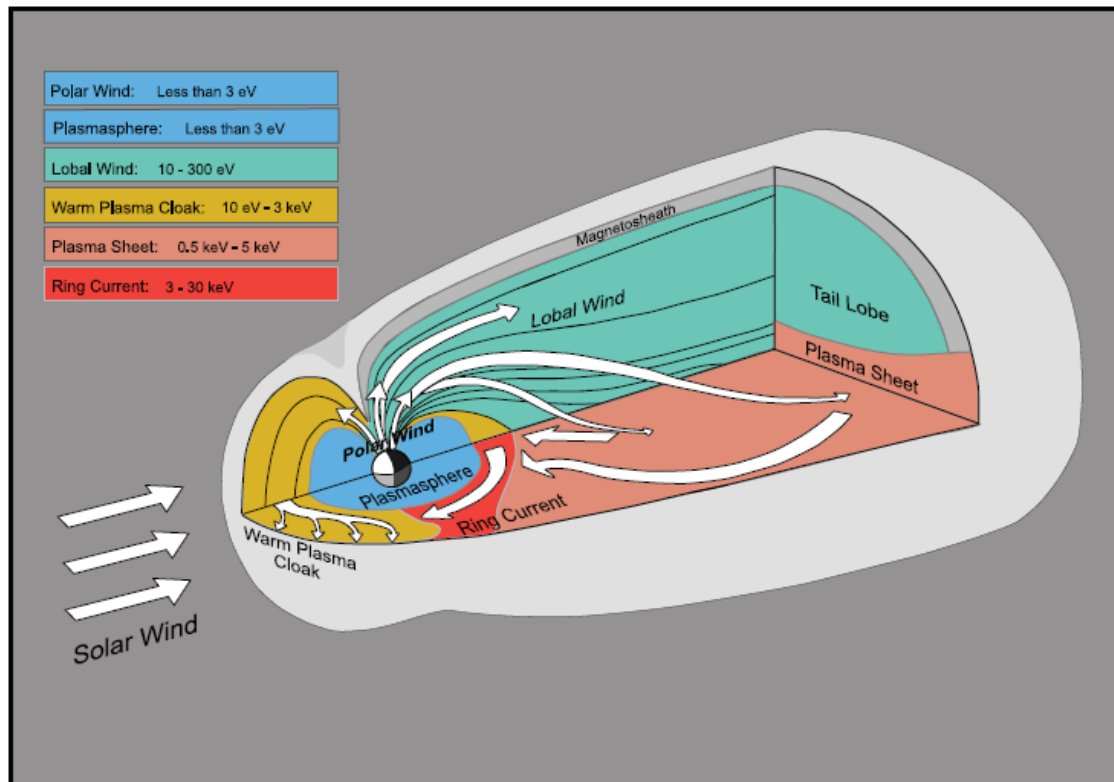 Polar Wind: Less than 3 eV
Plasmasphere: Less than 3 eV
Lobal Wind: 10 - 300 eV
Warm Plasma Cloak: 10 eV – 3 keV
Plasma Sheet: 0.5 keV – 5 keV
Ring Current: 3 - 30 keV
Magnetosheath
Lobal Wind
Tail Lobe
Plasma Sheet
Polar Wind
Plasmasphere
Ring Current
Warm Plasma
Cloak
Solar Wind